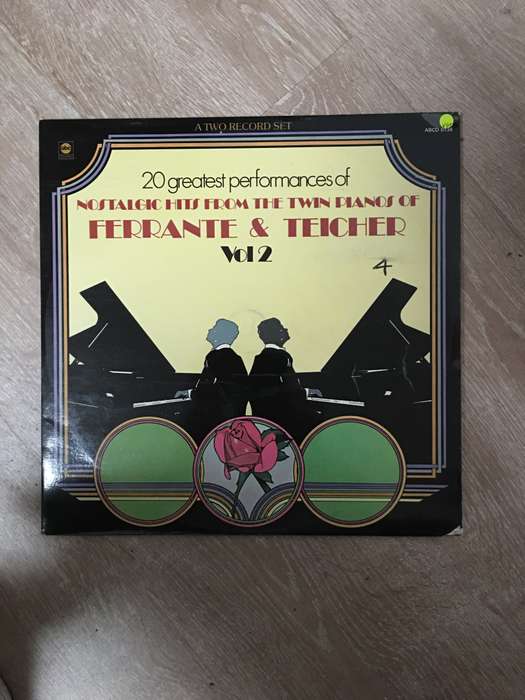 A TWO RECORD SET
abc
20 greatest performances of
NOSTALGIC HITS FROM THE TWIN PIANOS OF
FERRANTE & TEICHER
Vol 2
4